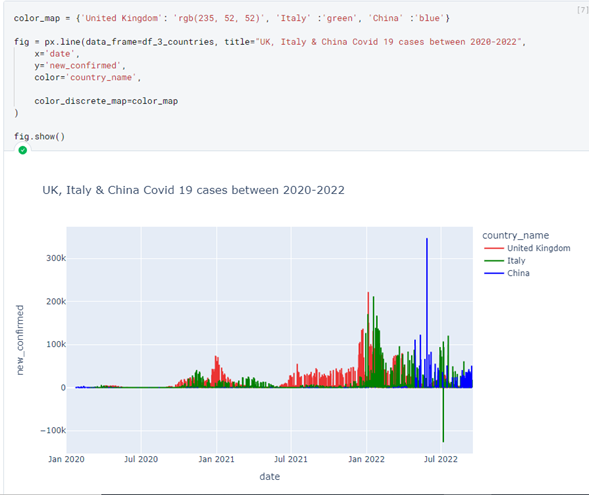 [7]
color_map = {'United Kingdom': 'rgb(235, 52, 52)', 'Italy' :'green', 'China' :'blue'}
fig = px.line(data_frame=df_3_countries, title="UK, Italy & China Covid 19 cases between 2020-2022",
x='date',
y='new_confirmed',
color='country_name',
color_discrete_map=color_map
)
fig.show()
UK, Italy & China Covid 19 cases between 2020-2022
country_name
United Kingdom
Italy
China
300k
200k
100k
0
−100k
new_confirmed
Jan 2020 Jul 2020 Jan 2021 Jul 2021 Jan 2022 Jul 2022
date